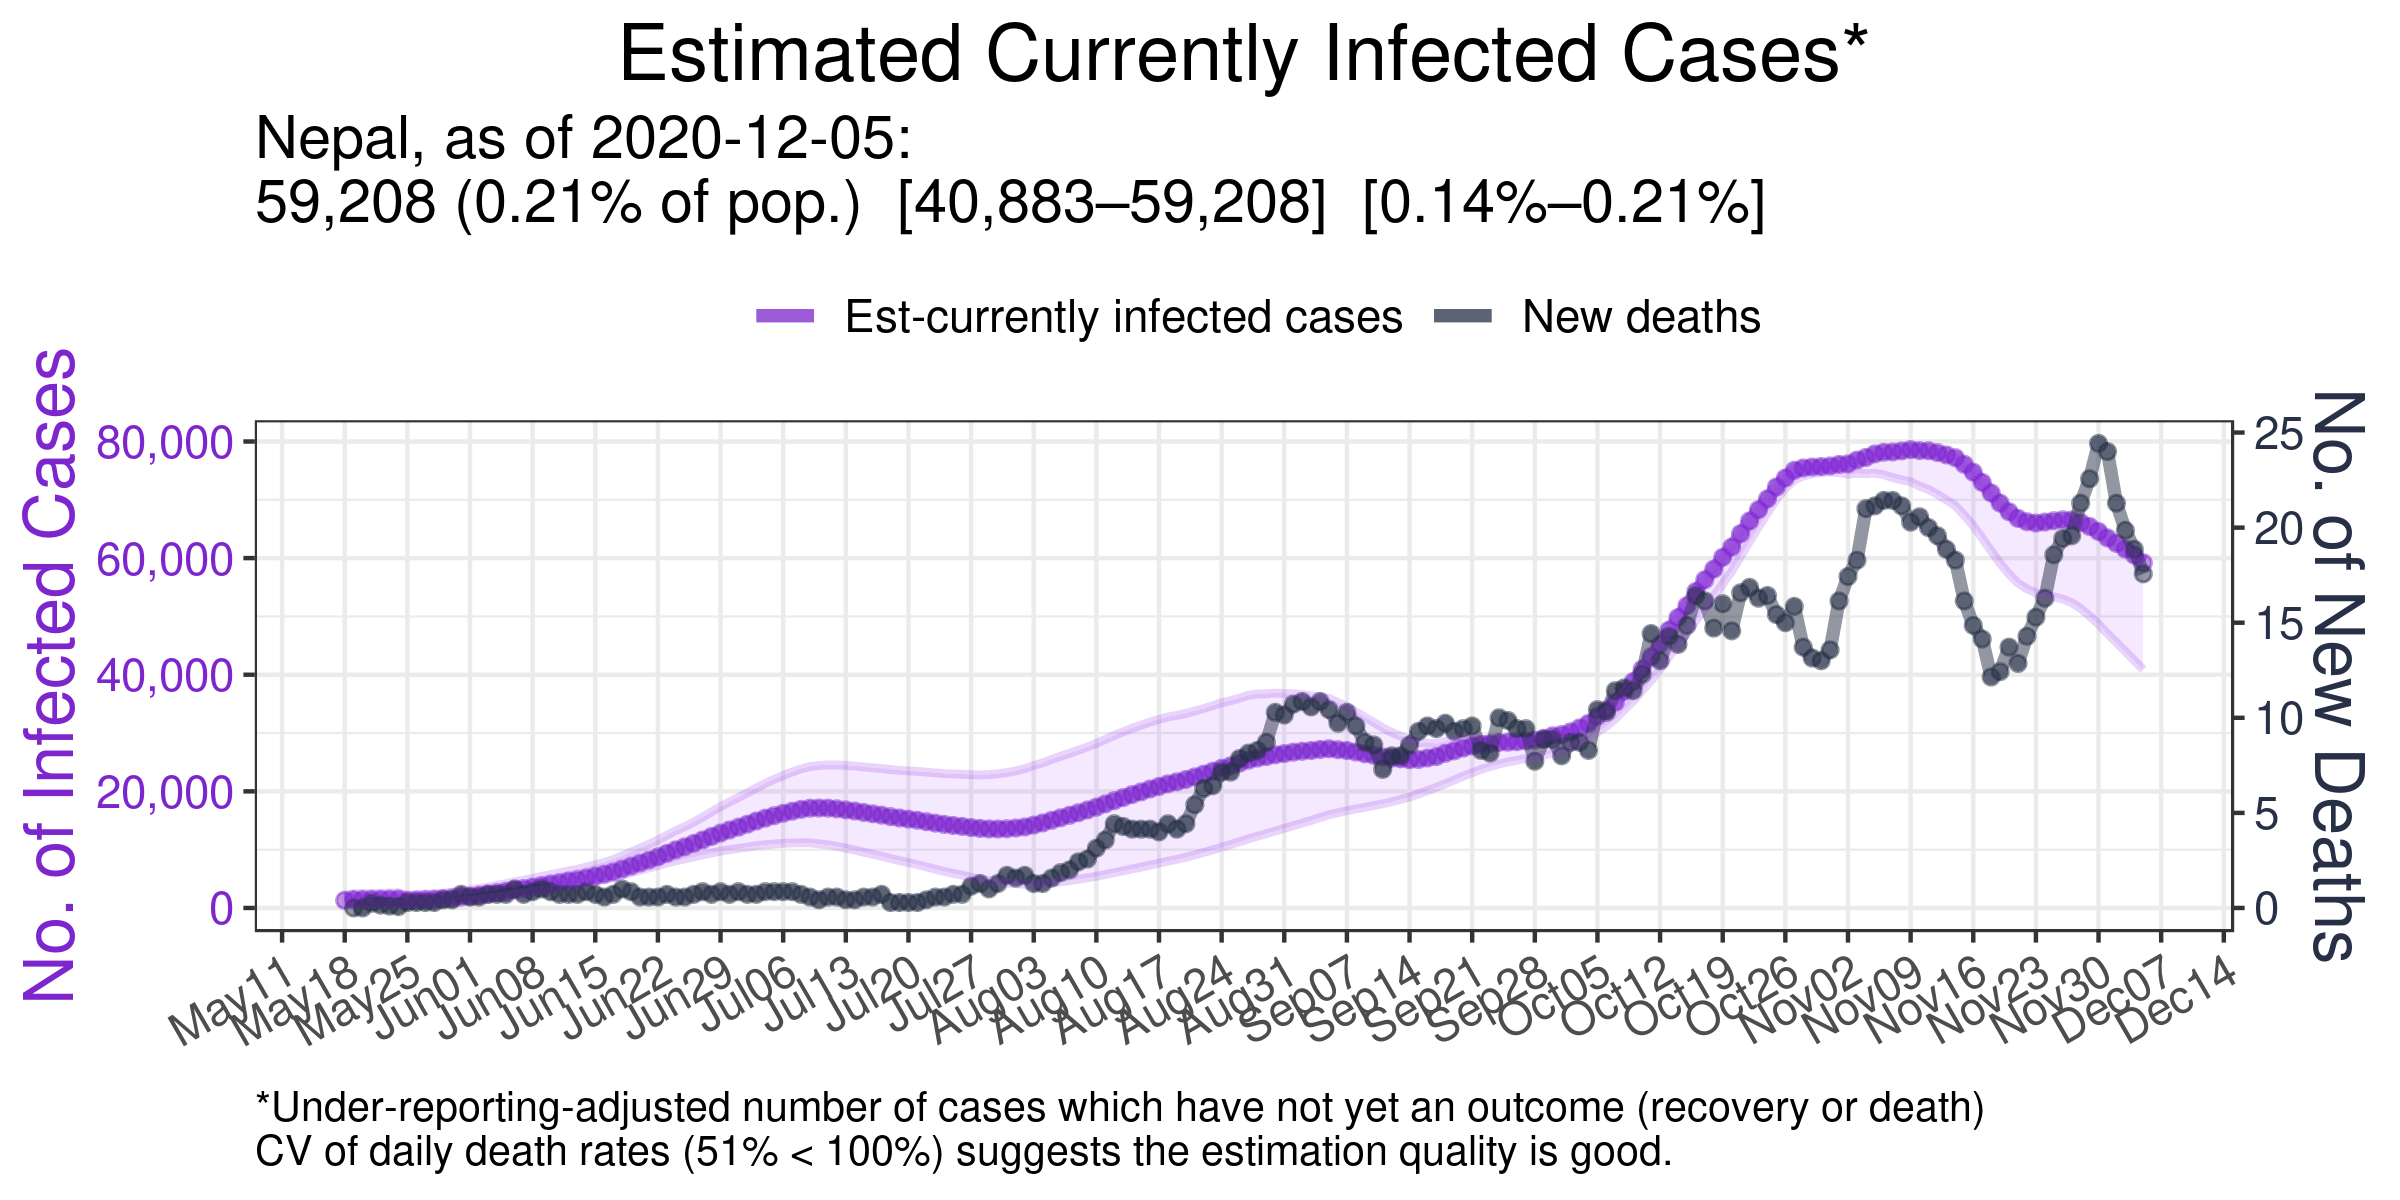 Estimated Currently Infected Cases*
Nepal, as of 2020-12-05:
59,208 (0.21% of pop.)  [40,883–59,208]  [0.14%–0.21%]
Est-currently infected cases
New deaths
No. of Infected Cases
80,000
60,000
40,000
20,000
0
25
20
15
10
5
0
No. of New Deaths
May11
May18
May25
Jun01
Jun08
Jun15
Jun22
Jun29
Jul06
Jul13
Jul20
Jul27
Aug03
Aug10
Aug17
Aug24
Aug31
Sep07
Sep14
Sep21
Sep28
Oct05
Oct12
Oct19
Oct26
Nov02
Nov09
Nov16
Nov23
Nov30
Dec07
Dec14
*Under-reporting-adjusted number of cases which have not yet an outcome (recovery or death)
CV of daily death rates (51% < 100%) suggests the estimation quality is good.